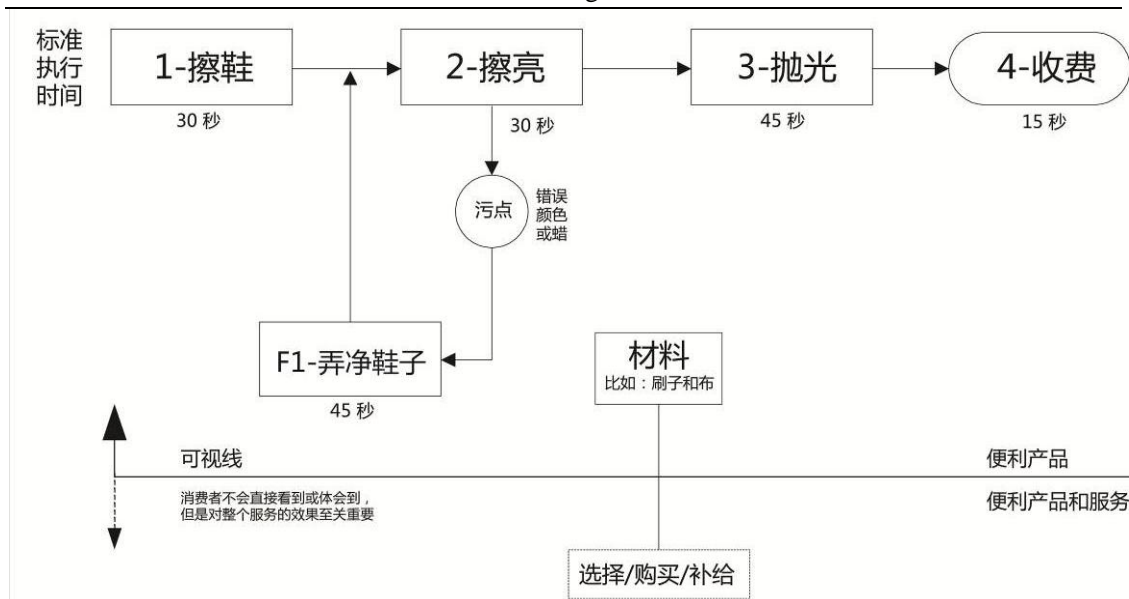 标准
执行
时间
1-擦鞋
2-擦亮
3-抛光
4-收费
30 秒
30 秒
45 秒
15 秒
污点
错误
颜色
或蜡
F1-弄净鞋子
45 秒
材料
比如：刷子和布
可视线
便利产品
消费者不会直接看到或体会到，
但是对整个服务的效果至关重要
便利产品和服务
选择/购买/补给